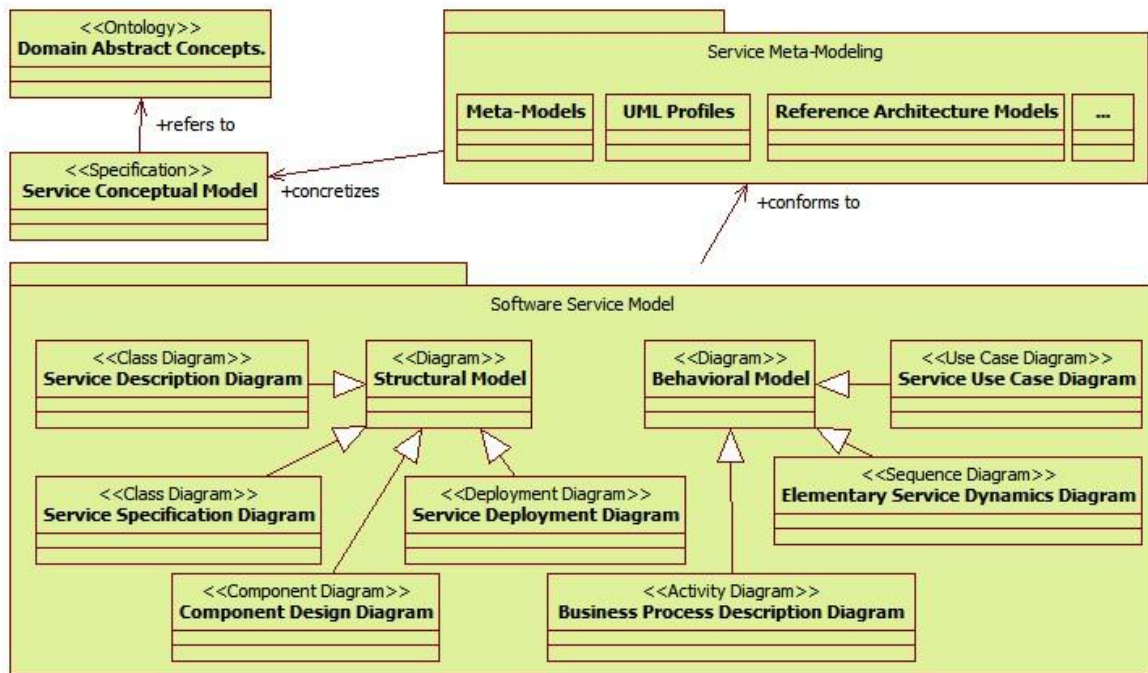 <<Ontology>>
Domain Abstract Concepts.
+refers to
<<Specification>>
Service Conceptual Model
+concretizes
Service Meta-Modeling
Meta-Models
UML Profiles
Reference Architecture Models
...
+conforms to
Software Service Model
<<Class Diagram>>
Service Description Diagram
<<Diagram>>
Structural Model
<<Diagram>>
Behavioral Model
<<Use Case Diagram>>
Service Use Case Diagram
<<Class Diagram>>
Service Specification Diagram
<<Deployment Diagram>>
Service Deployment Diagram
<<Sequence Diagram>>
Elementary Service Dynamics Diagram
<<Component Diagram>>
Component Design Diagram
<<Activity Diagram>>
Business Process Description Diagram